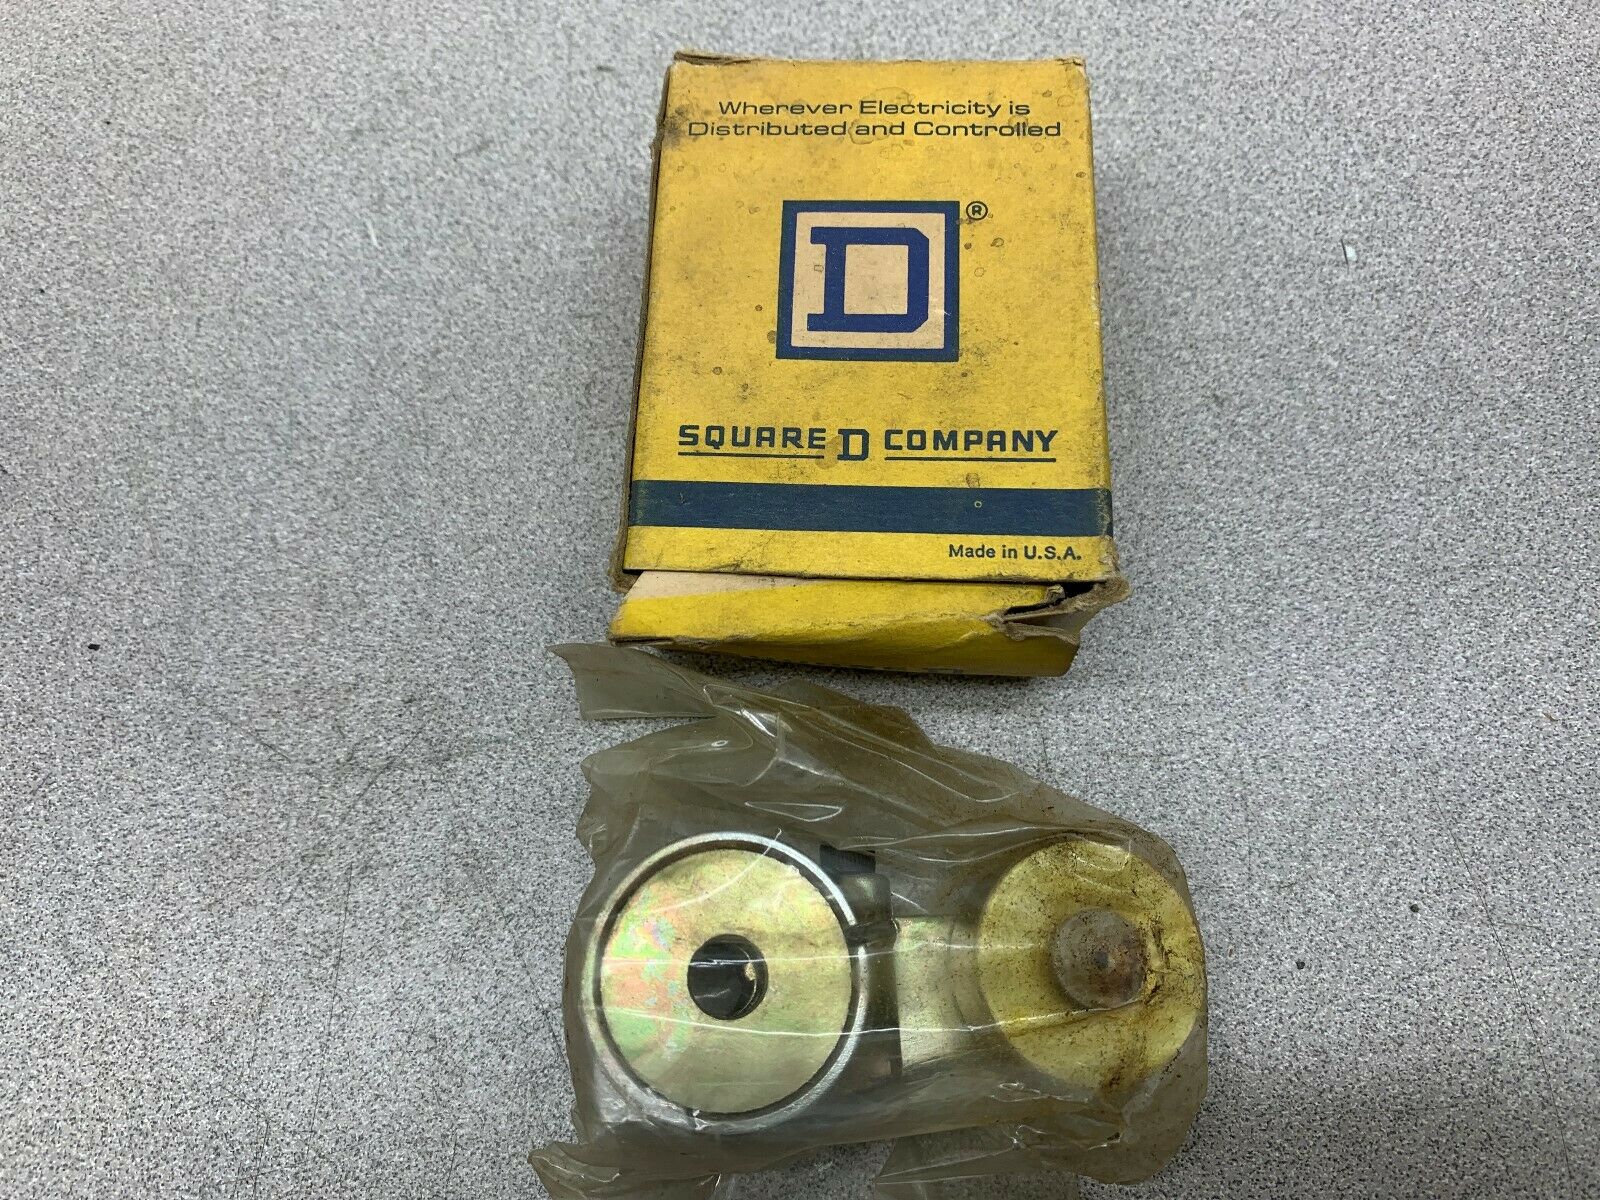 Wherever Electricity is
Distributed and Controlled
D ®
SQUARE D COMPANY
Made in U.S.A.